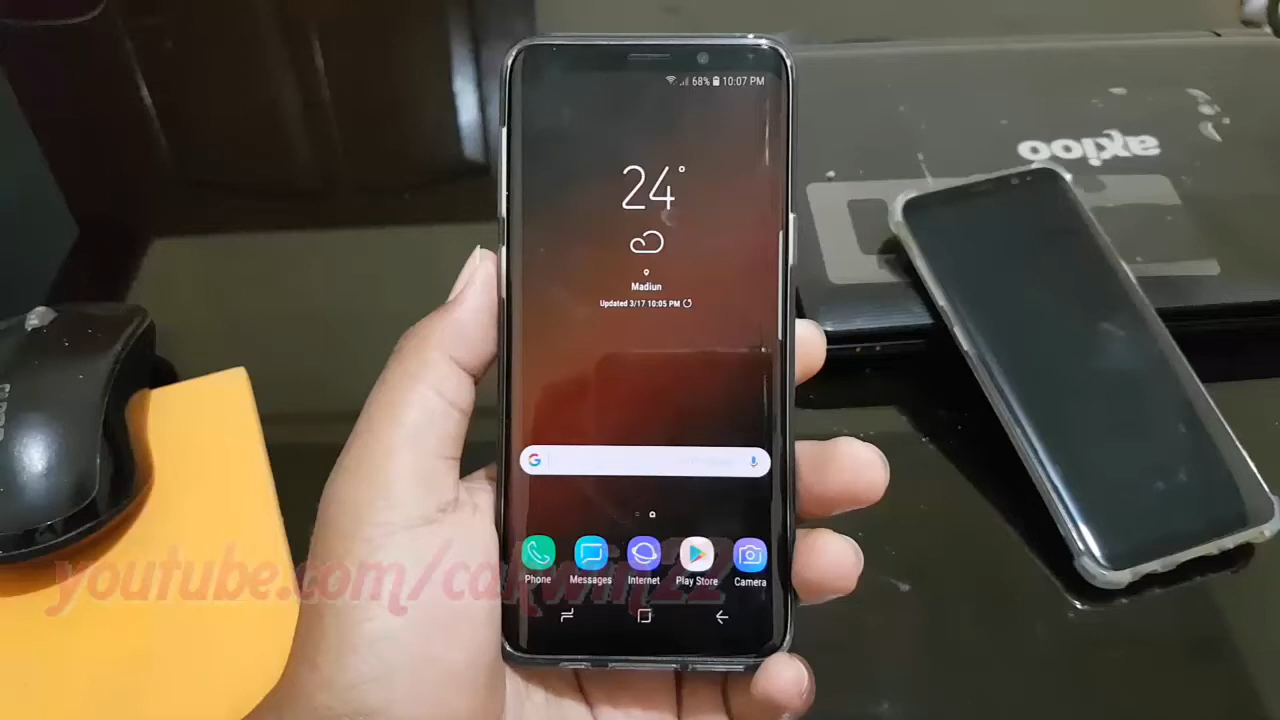 68% 10:07 PM
axioo
24°
Madiun
Updated 3/17 10:05 PM
Phone Messages Internet Play Store Camera
youtube.com/cakwin22